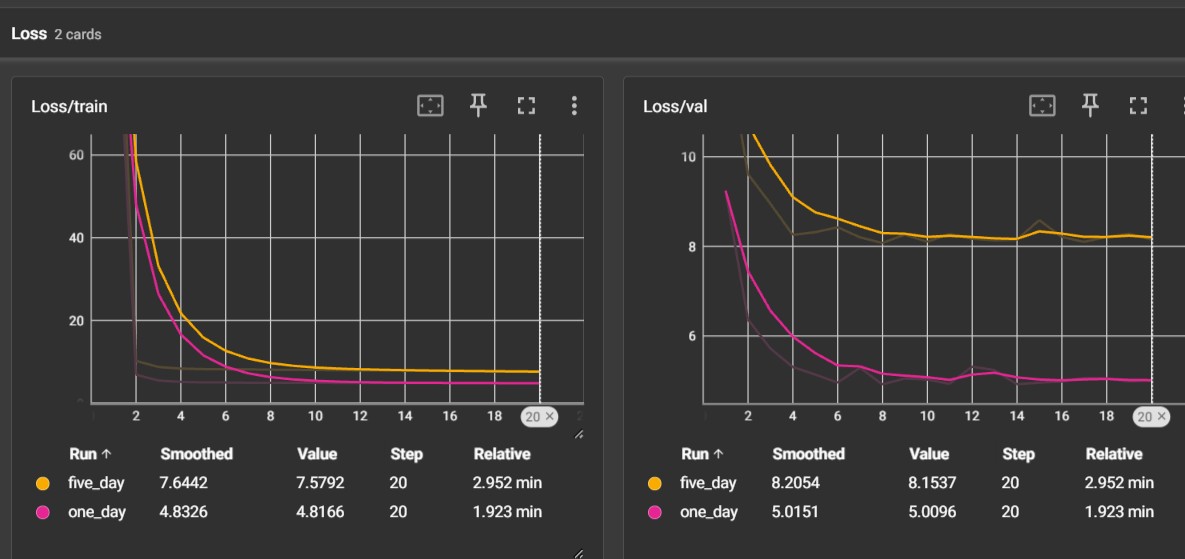 Loss 2 cards
Loss/train
60
40
20
2 4 6 8 10 12 14 16 18 20 ×
Run ↑ Smoothed Value Step Relative
five_day 7.6442 7.5792 20 2.952 min
one_day 4.8326 4.8166 20 1.923 min
Loss/val
10
8
6
2 4 6 8 10 12 14 16 18 20 ×
Run ↑ Smoothed Value Step Relative
five_day 8.2054 8.1537 20 2.952 min
one_day 5.0151 5.0096 20 1.923 min